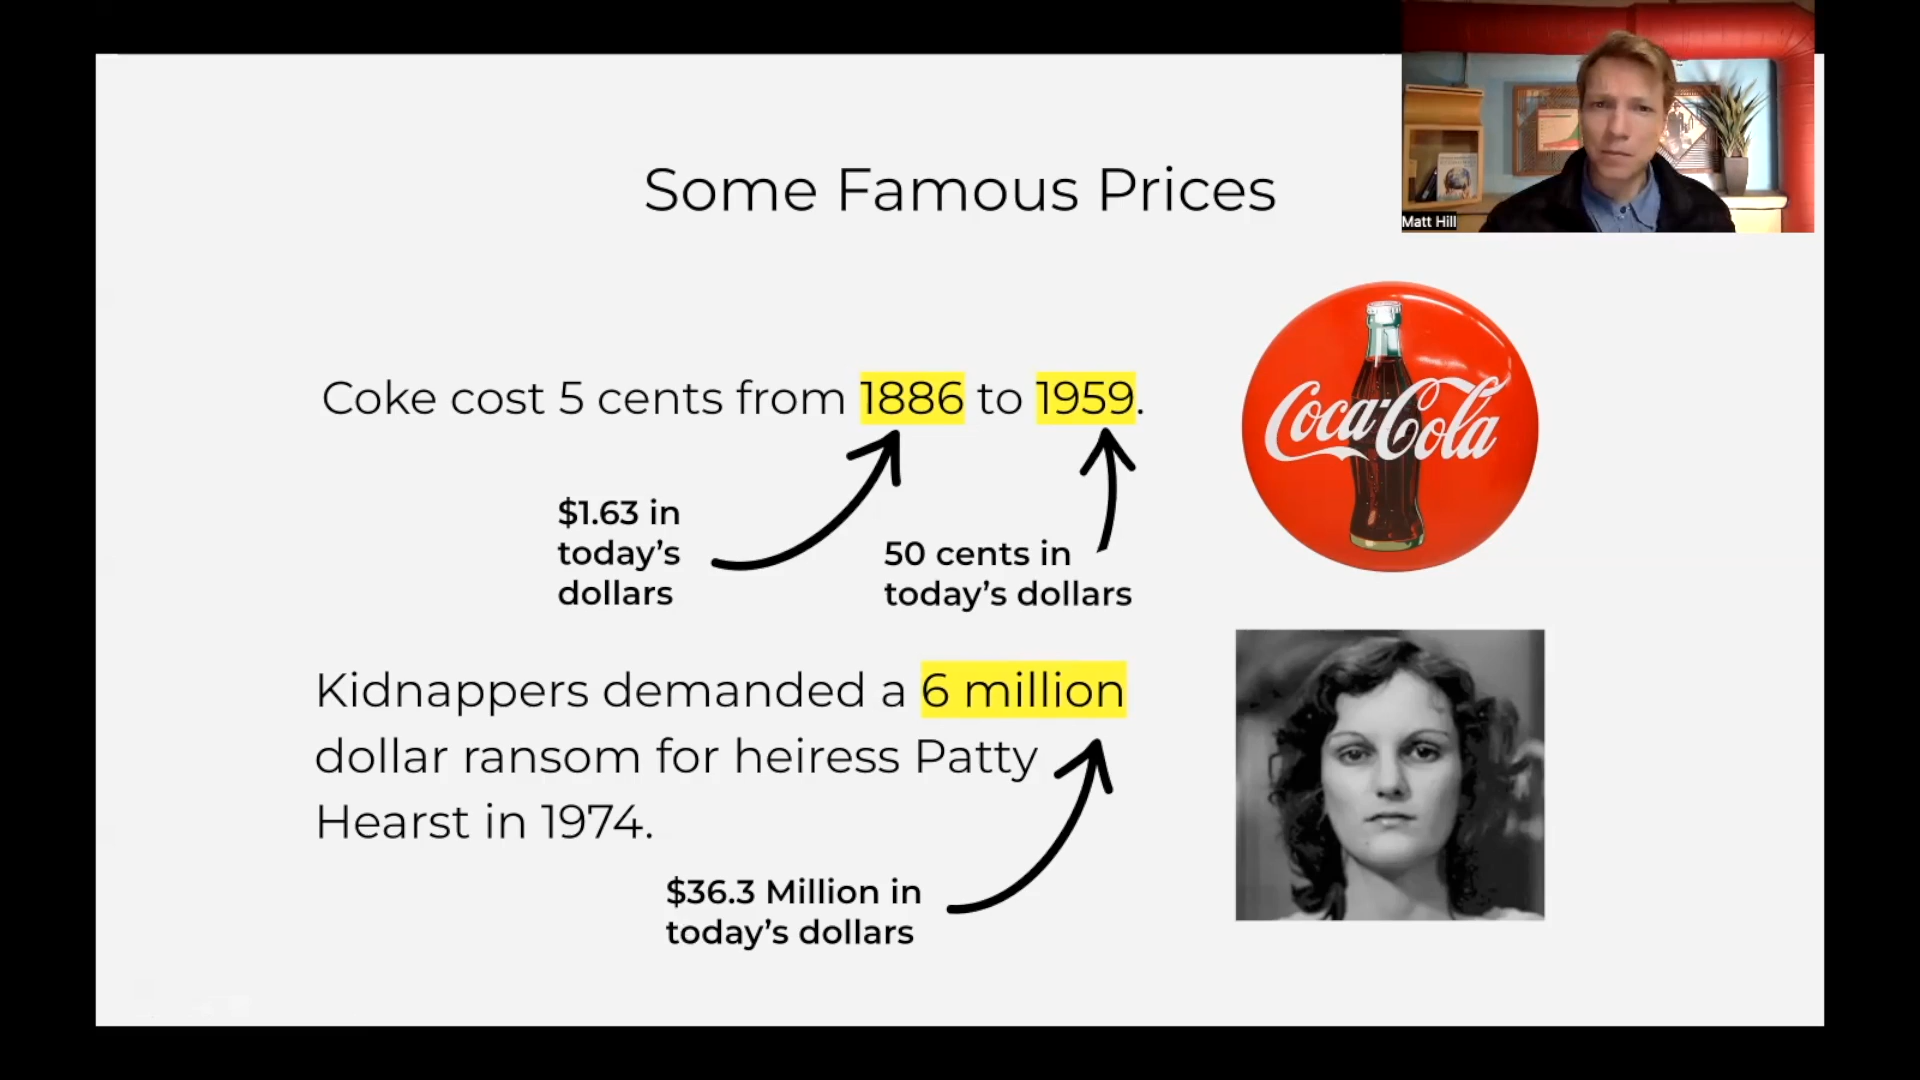 Some Famous Prices
Matt Hill
Coke cost 5 cents from 1886 to 1959.
Coca-Cola
$1.63 in
today's
dollars
50 cents in
today's dollars
Kidnappers demanded a 6 million
dollar ransom for heiress Patty
Hearst in 1974.
$36.3 Million in
today's dollars